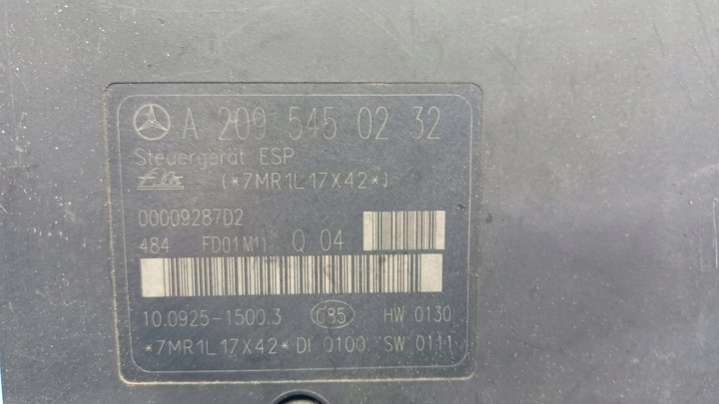 A 209 545 02 32
Steuergerät ESP
(*7MR1L17X42*)
00009287D2
484 FD01M11 Q 04
10.0925-1500.3 HW 0130
*7MR1L17X42* DI 0100 SW 0111